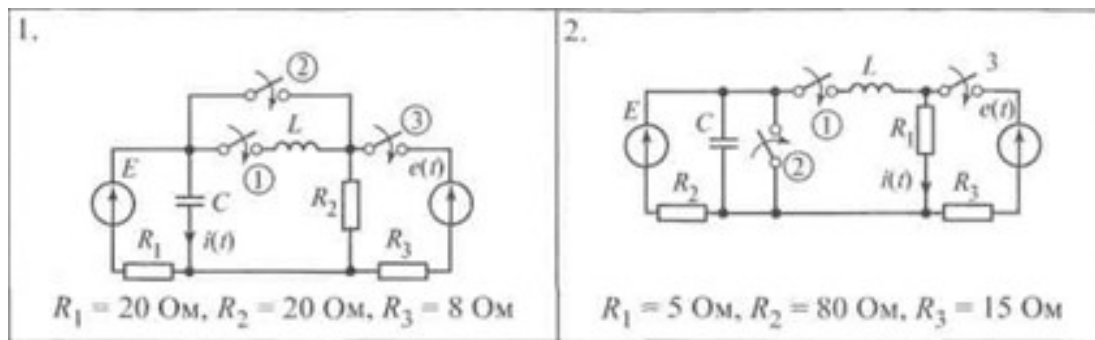 1.
②
L
③
①
E
e(t)
C
R₂
i(t)
R₁
R₃
R₁ = 20 Ом, R₂ = 20 Ом, R₃ = 8 Ом
2.
L
3
E
e(t)
C
①
R₁
②
i(t)
R₂
R₃
R₁ = 5 Ом, R₂ = 80 Ом, R₃ = 15 Ом